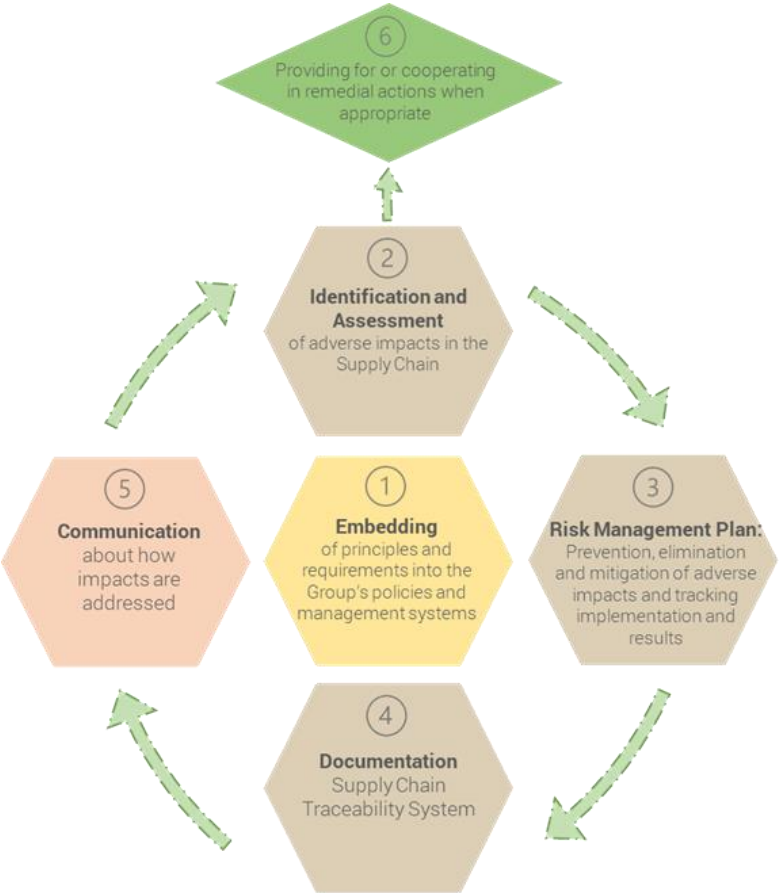 6
Providing for or cooperating
in remedial actions when
appropriate
2
Identification and
Assessment
of adverse impacts in the
Supply Chain
5
Communication
about how
impacts are
addressed
1
Embedding
of principles and
requirements into the
Group's policies and
management systems
3
Risk Management Plan:
Prevention, elimination
and mitigation of adverse
impacts and tracking
implementation and
results
4
Documentation
Supply Chain
Traceability System